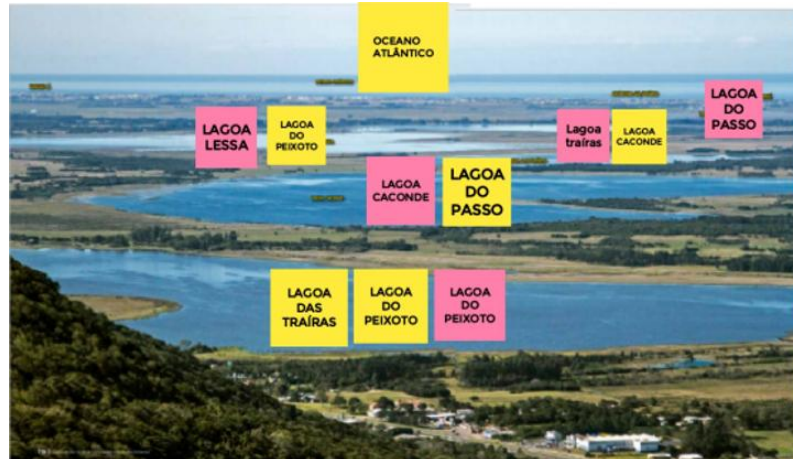 OCEANO
ATLÂNTICO
LAGOA
DO
PASSO
LAGOA
LESSA
LAGOA
DO
PEIXOTO
Lagoa
traíras
LAGOA
CACONDE
LAGOA
CACONDE
LAGOA
DO
PASSO
LAGOA
DAS
TRAÍRAS
LAGOA
DO
PEIXOTO
LAGOA
DO
PEIXOTO